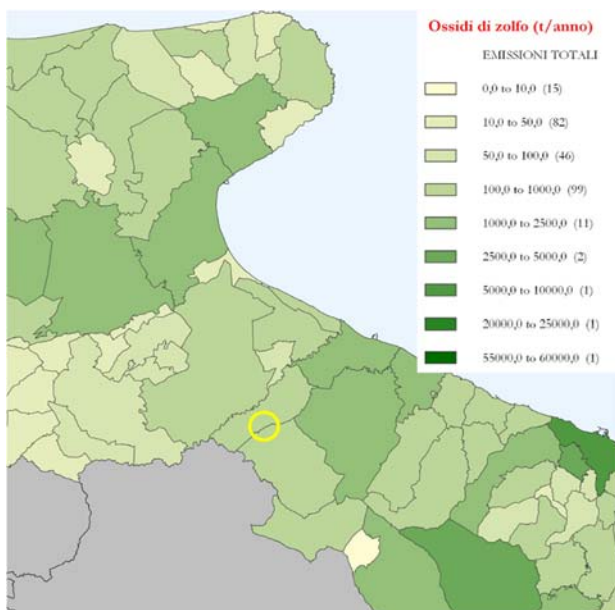 Ossidi di zolfo (t/anno)
EMISSIONI TOTALI
0,0 to 10,0 (15)
10,0 to 50,0 (82)
50,0 to 100,0 (46)
100,0 to 1000,0 (99)
1000,0 to 2500,0 (11)
2500,0 to 5000,0 (2)
5000,0 to 10000,0 (1)
20000,0 to 25000,0 (1)
55000,0 to 60000,0 (1)